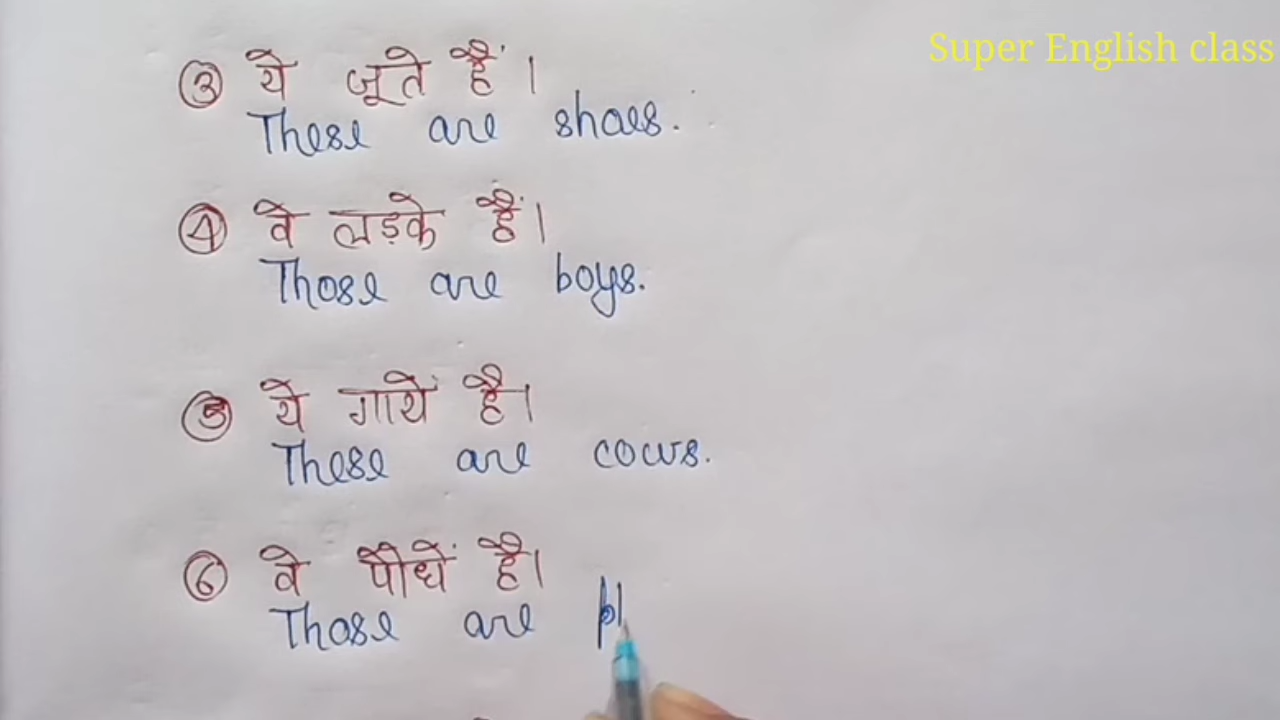 Super English class
③ ये जूते हैं।
These are shoes.
④ वे लड़के हैं।
Those are boys.
⑤ ये गायें है।
These are cows.
⑥ वे पौधें है।
Those are pl